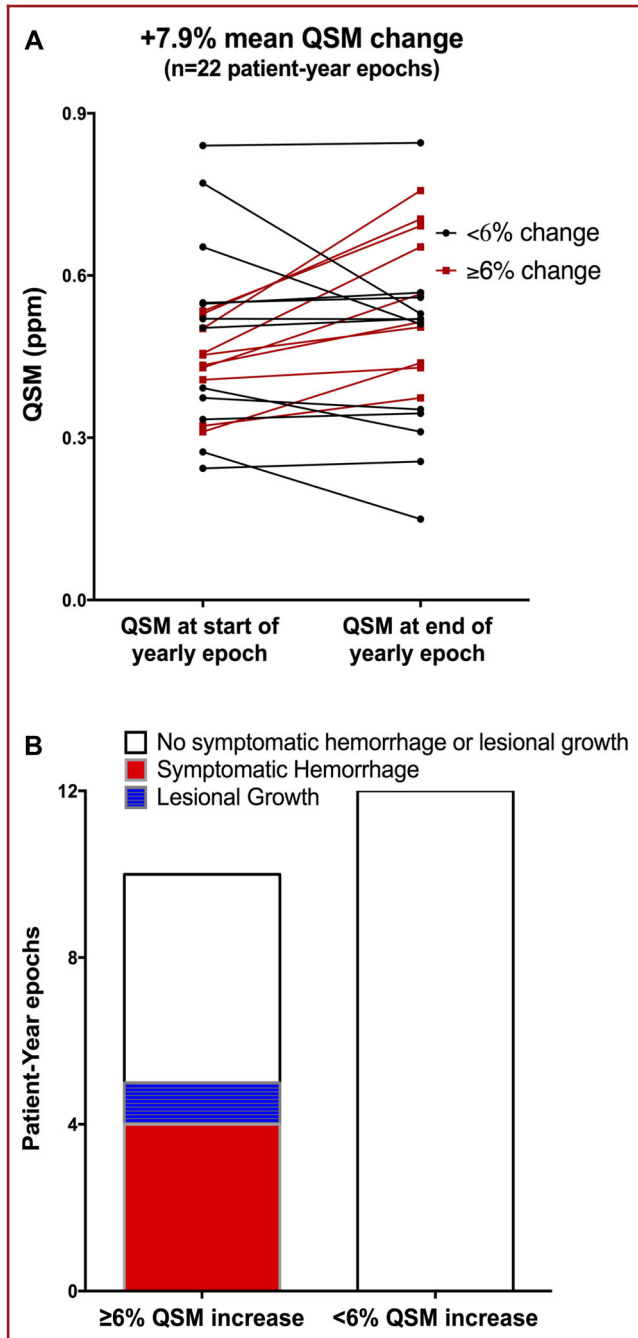 A
+7.9% mean QSM change
(n=22 patient-year epochs)
0.9
0.6
0.3
0.0
QSM (ppm)
<6% change
≥6% change
QSM at start of
yearly epoch
QSM at end of
yearly epoch
B
No symptomatic hemorrhage or lesional growth
Symptomatic Hemorrhage
Lesional Growth
12
8
4
0
Patient-Year epochs
≥6% QSM increase
<6% QSM increase